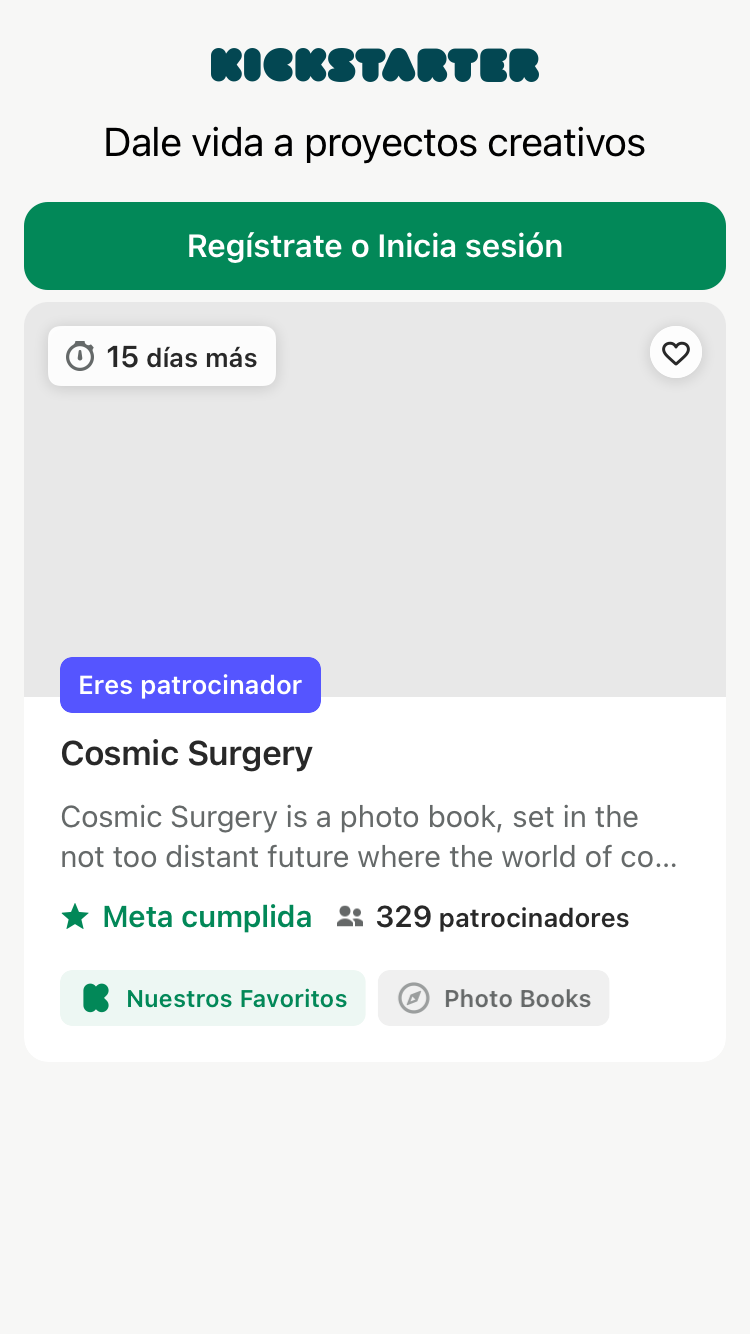 KICKSTARTER
Dale vida a proyectos creativos
Regístrate o Inicia sesión
15 días más
Eres patrocinador
Cosmic Surgery
Cosmic Surgery is a photo book, set in the
not too distant future where the world of co...
Meta cumplida 329 patrocinadores
Nuestros Favoritos Photo Books